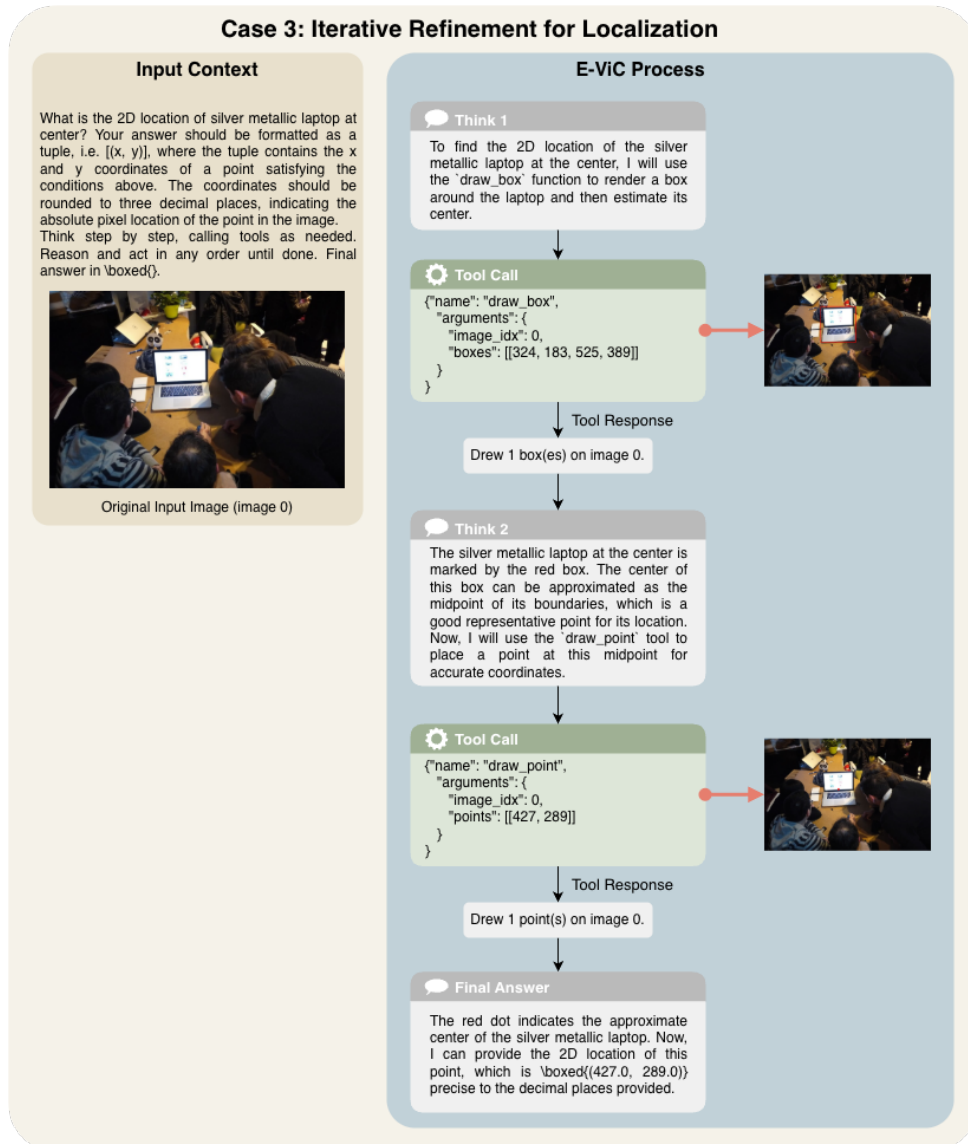 Case 3: Iterative Refinement for Localization
Input Context
What is the 2D location of silver metallic laptop at
center? Your answer should be formatted as a
tuple, i.e. [(x, y)], where the tuple contains the x
and y coordinates of a point satisfying the
conditions above. The coordinates should be
rounded to three decimal places, indicating the
absolute pixel location of the point in the image.
Think step by step, calling tools as needed.
Reason and act in any order until done. Final
answer in \boxed{}.
Original Input Image (image 0)
E-ViC Process
Think 1
To find the 2D location of the silver
metallic laptop at the center, I will use
the `draw_box` function to render a box
around the laptop and then estimate its
center.
Tool Call
{"name": "draw_box",
"arguments": {
"image_idx": 0,
"boxes": [[324, 183, 525, 389]]
}
}
Tool Response
Drew 1 box(es) on image 0.
Think 2
The silver metallic laptop at the center is
marked by the red box. The center of
this box can be approximated as the
midpoint of its boundaries, which is a
good representative point for its location.
Now, I will use the `draw_point` tool to
place a point at this midpoint for
accurate coordinates.
Tool Call
{"name": "draw_point",
"arguments": {
"image_idx": 0,
"points": [[427, 289]]
}
}
Tool Response
Drew 1 point(s) on image 0.
Final Answer
The red dot indicates the approximate
center of the silver metallic laptop. Now,
I can provide the 2D location of this
point, which is \boxed{(427.0, 289.0)}
precise to the decimal places provided.